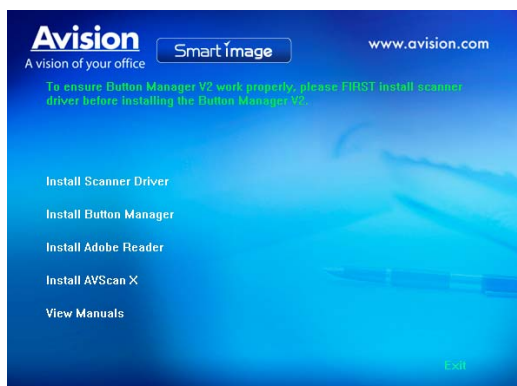 Avision
A vision of your office
Smart image
www.avision.com
To ensure Button Manager V2 work properly, please FIRST install scanner
driver before installing the Button Manager V2.
Install Scanner Driver
Install Button Manager
Install Adobe Reader
Install AVScan X
View Manuals
Exit